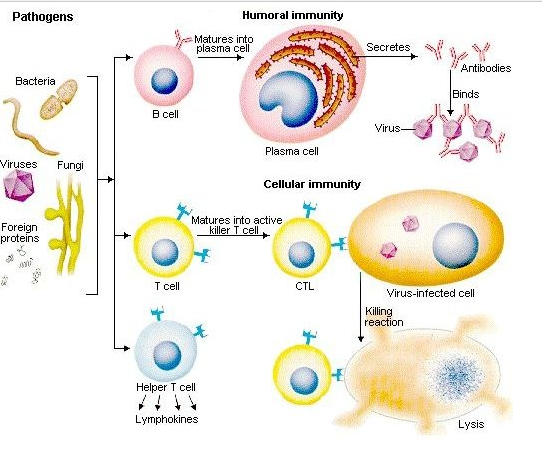 Pathogens
Humoral immunity
Bacteria
Viruses
Fungi
Foreign
proteins
B cell
Matures into
plasma cell
Plasma cell
Secretes
Antibodies
Binds
Virus
Cellular immunity
T cell
Matures into active
killer T cell
CTL
Virus-infected cell
Killing
reaction
Helper T cell
Lymphokines
Lysis